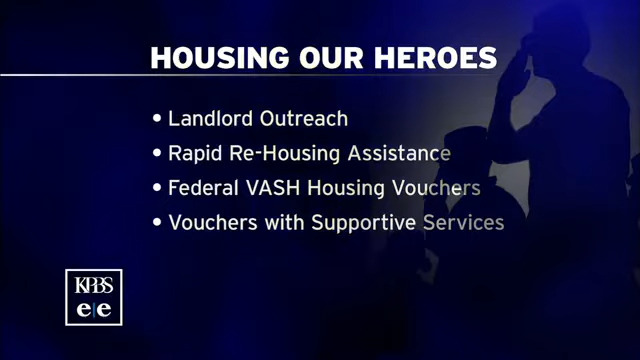 HOUSING OUR HEROES
• Landlord Outreach
• Rapid Re-Housing Assistance
• Federal VASH Housing Vouchers
• Vouchers with Supportive Services
KPBS
e|e